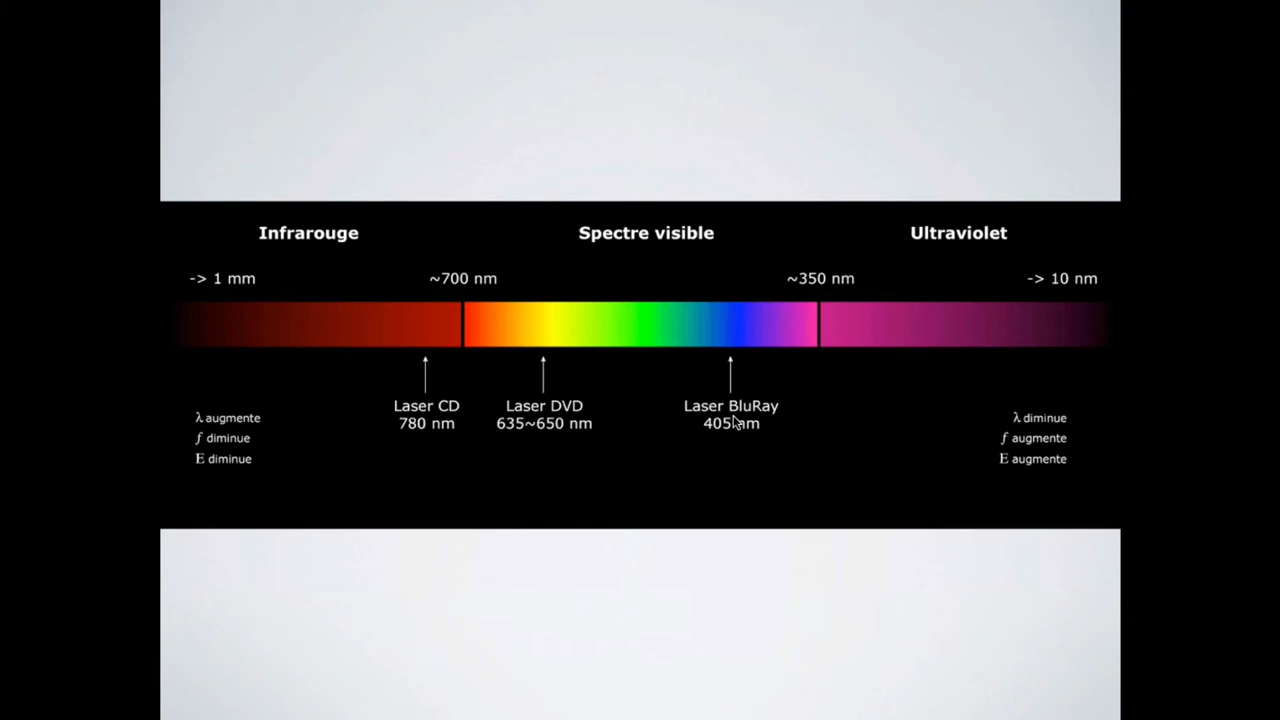 Infrarouge
Spectre visible
Ultraviolet
-> 1 mm
~700 nm
~350 nm
-> 10 nm
Laser CD
780 nm
Laser DVD
635~650 nm
Laser BluRay
405 nm
λ augmente
f diminue
E diminue
λ diminue
f augmente
E augmente